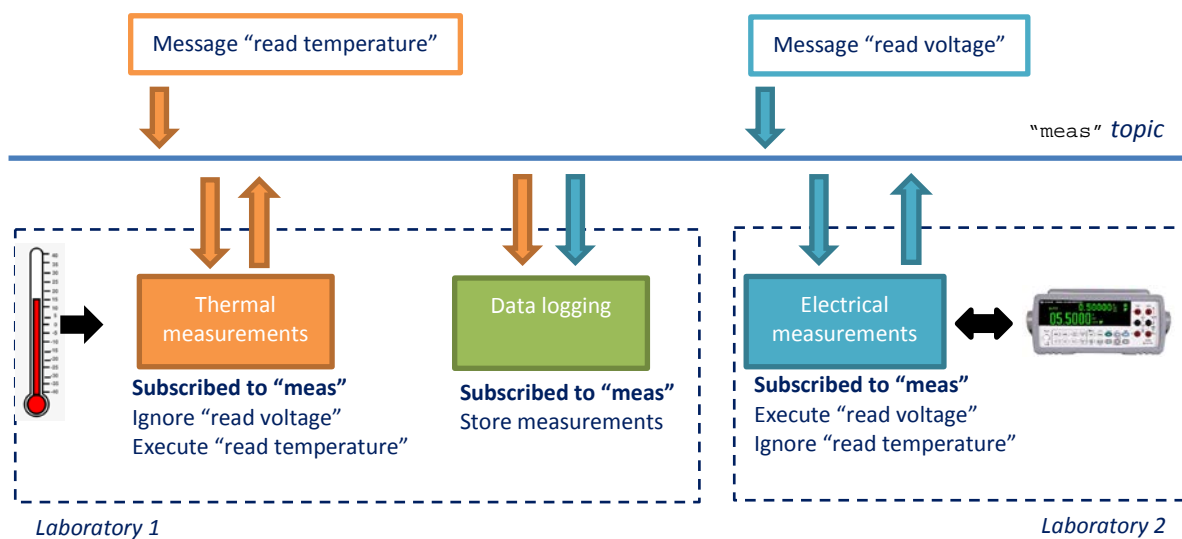 Message “read temperature”
Message “read voltage”
“meas” topic
Thermal
measurements
Data logging
Electrical
measurements
Subscribed to “meas”
Ignore “read voltage”
Execute “read temperature”
Subscribed to “meas”
Store measurements
Subscribed to “meas”
Execute “read voltage”
Ignore “read temperature”
Laboratory 1
Laboratory 2